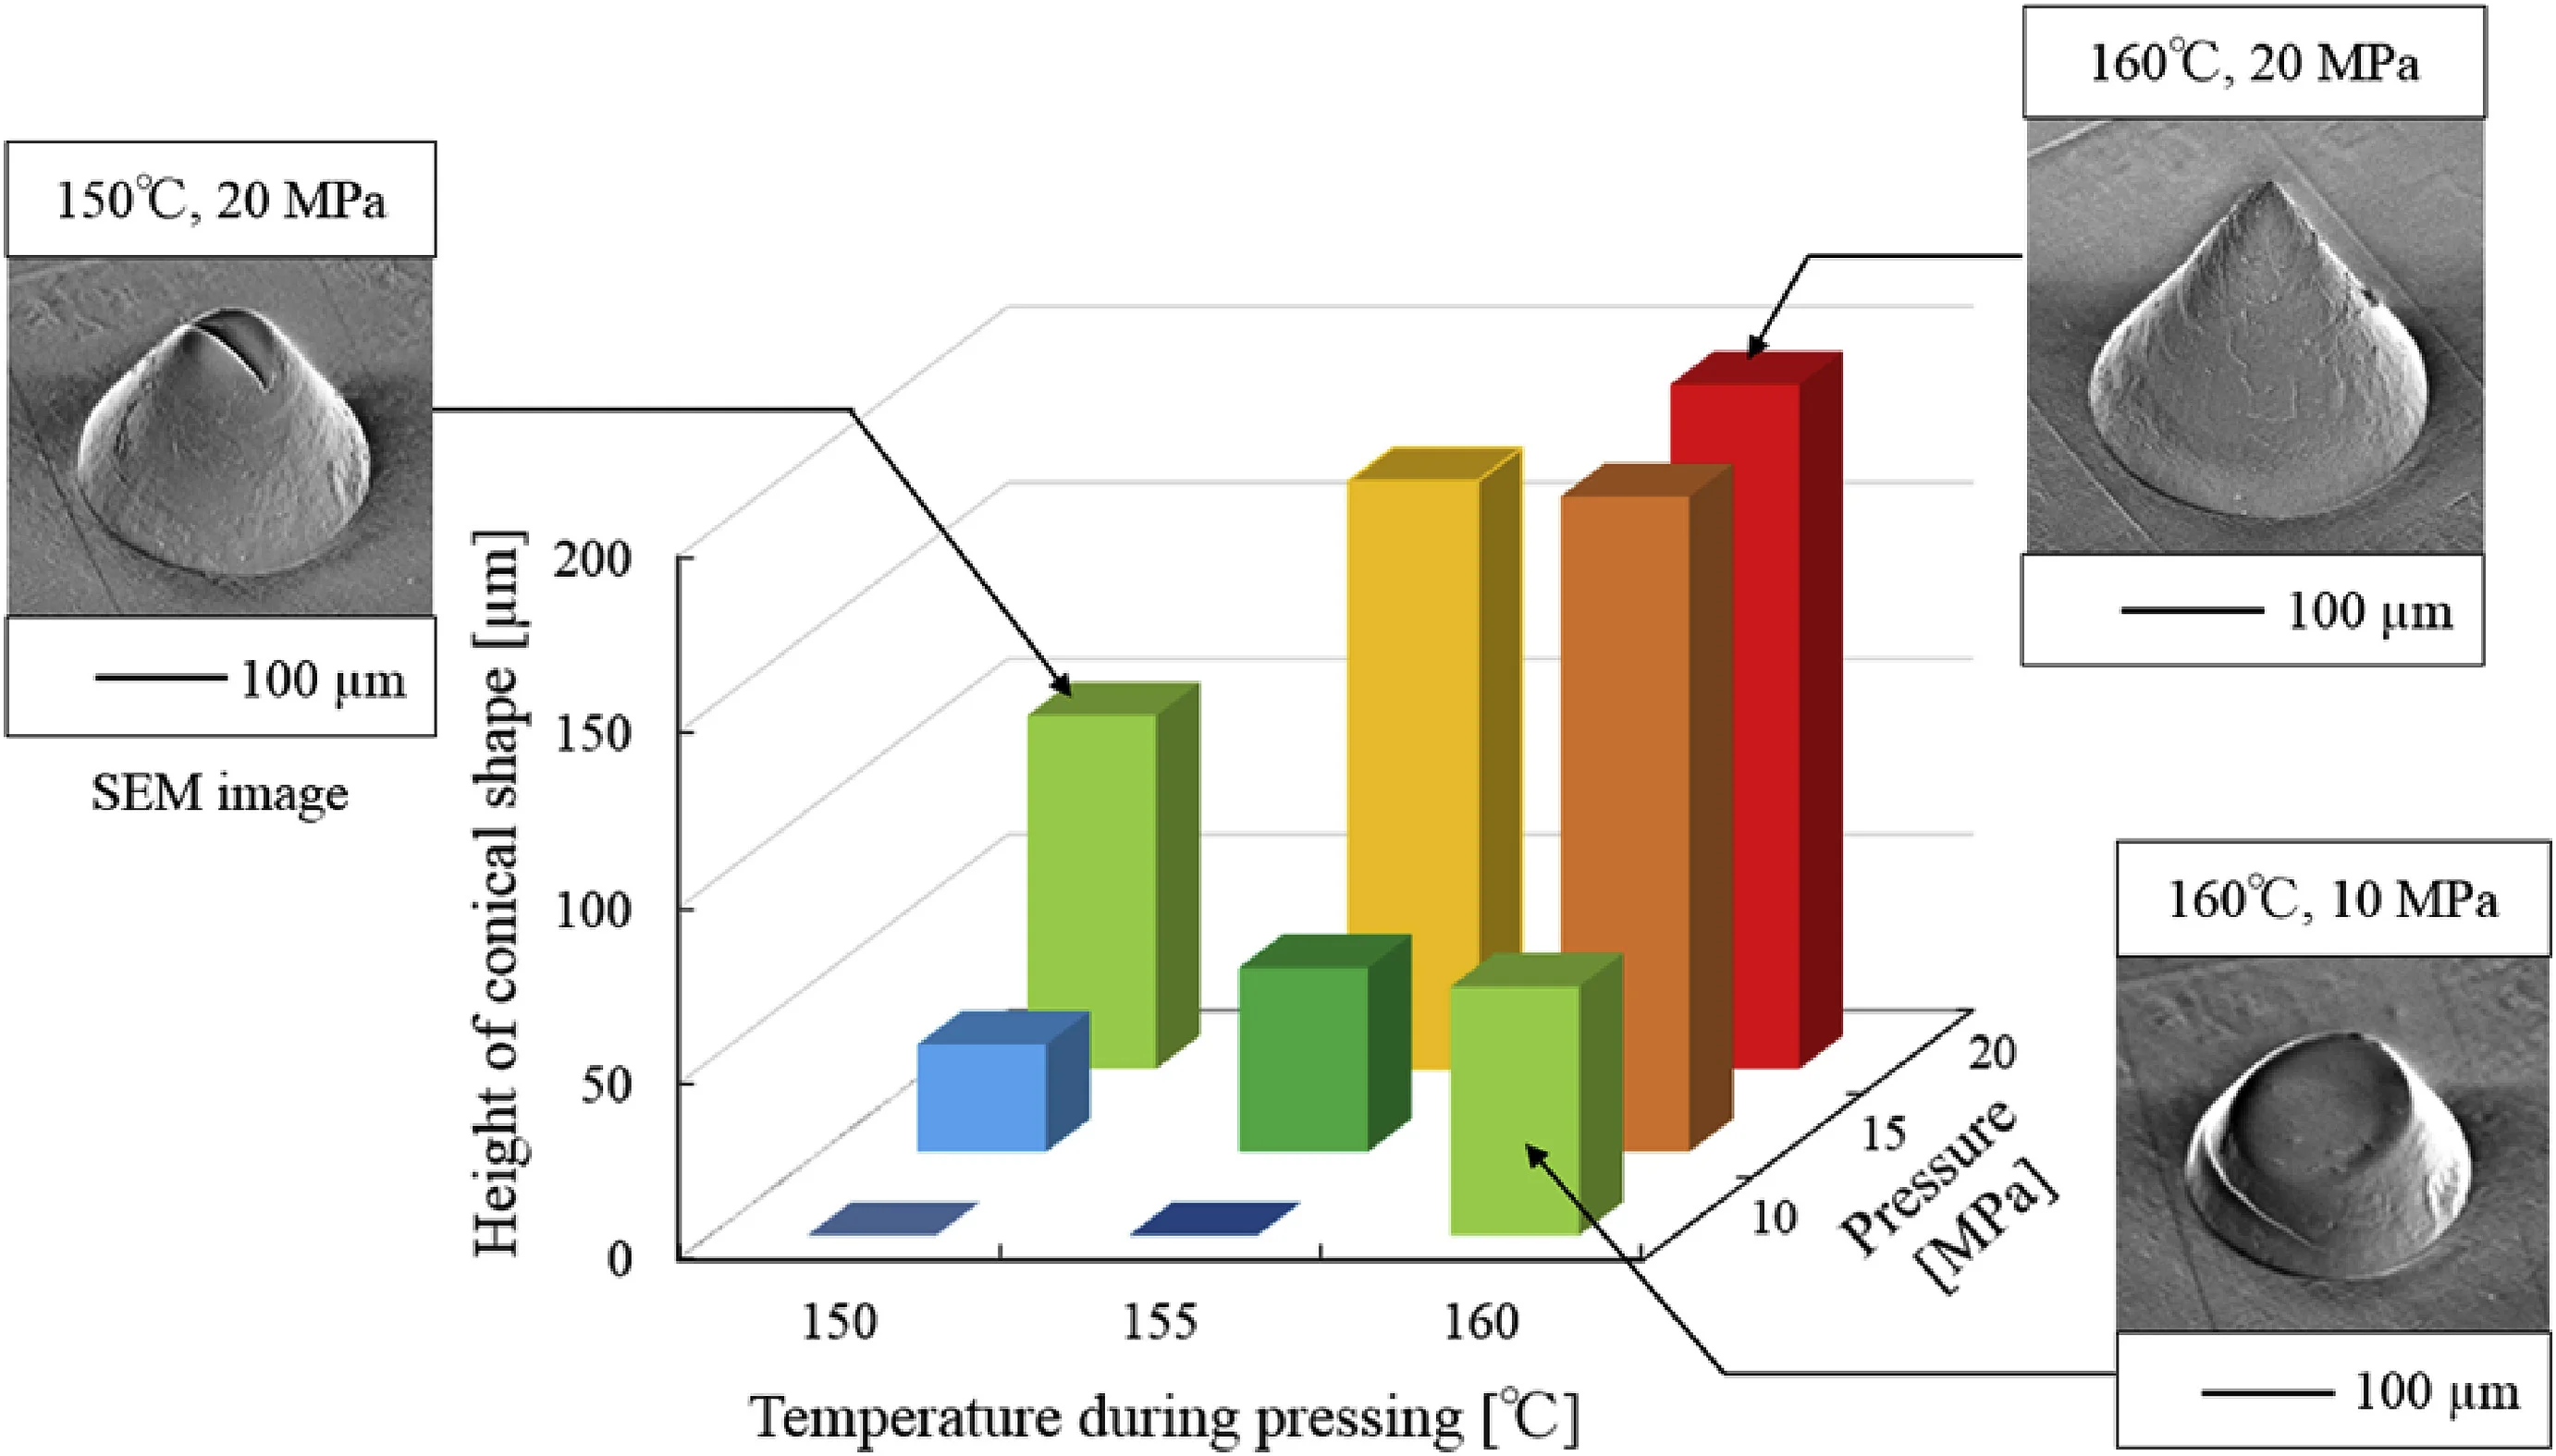 160℃, 20 MPa
150℃, 20 MPa
100 μm
SEM image
100 μm
Height of conical shape [μm]
200
150
100
50
0
150
155
160
Temperature during pressing [℃]
10
15
20
Pressure
[MPa]
160℃, 10 MPa
100 μm